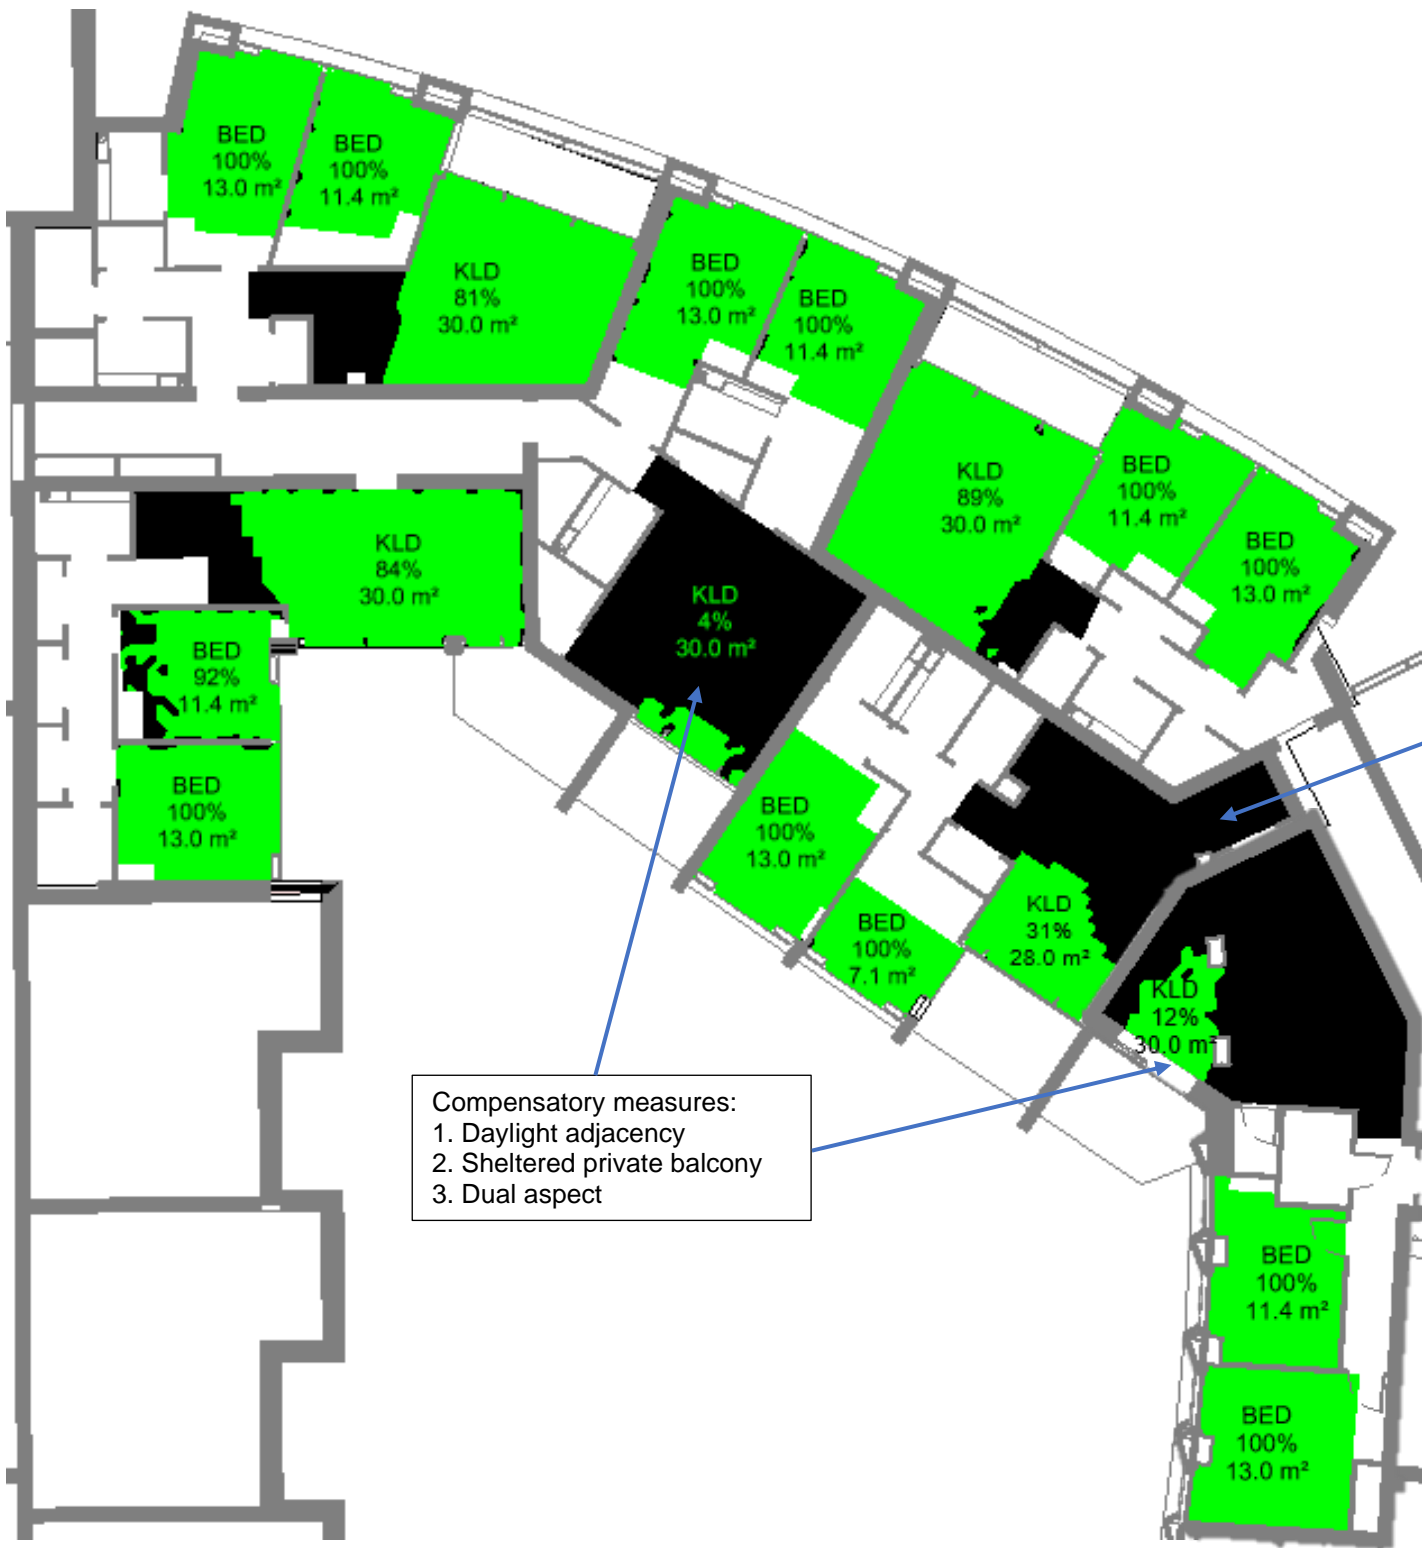 BED
100%
13.0 m²
BED
100%
11.4 m²
KLD
81%
30.0 m²
BED
100%
13.0 m²
BED
100%
11.4 m²
KLD
89%
30.0 m²
BED
100%
11.4 m²
BED
100%
13.0 m²
KLD
84%
30.0 m²
KLD
4%
30.0 m²
BED
92%
11.4 m²
BED
100%
13.0 m²
BED
100%
13.0 m²
BED
100%
7.1 m²
KLD
31%
28.0 m²
KLD
12%
30.0 m²
Compensatory measures:
1. Daylight adjacency
2. Sheltered private balcony
3. Dual aspect
BED
100%
11.4 m²
BED
100%
13.0 m²